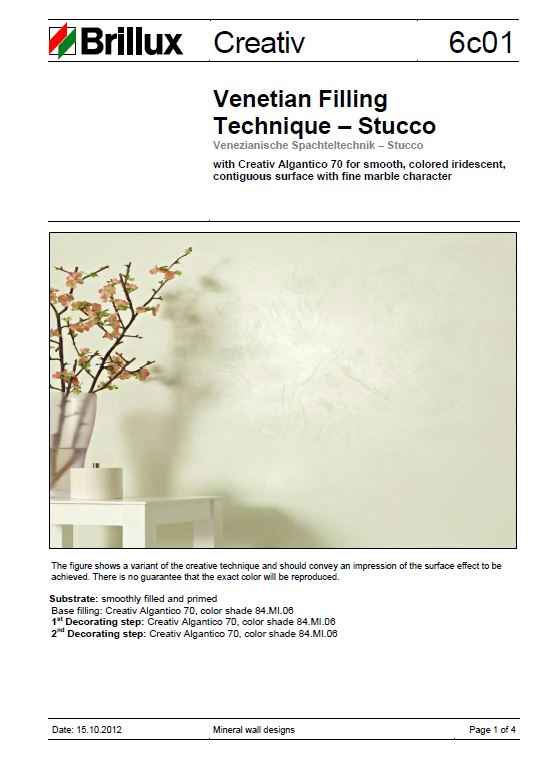 Brillux Creativ 6c01
Venetian Filling
Technique – Stucco
Venezianische Spachteltechnik – Stucco
with Creativ Algantico 70 for smooth, colored iridescent,
contiguous surface with fine marble character
The figure shows a variant of the creative technique and should convey an impression of the surface effect to be
achieved. There is no guarantee that the exact color will be reproduced.
Substrate: smoothly filled and primed
Base filling: Creativ Algantico 70, color shade 84.MI.06
1st Decorating step: Creativ Algantico 70, color shade 84.MI.06
2nd Decorating step: Creativ Algantico 70, color shade 84.MI.06
Date: 15.10.2012 Mineral wall designs Page 1 of 4